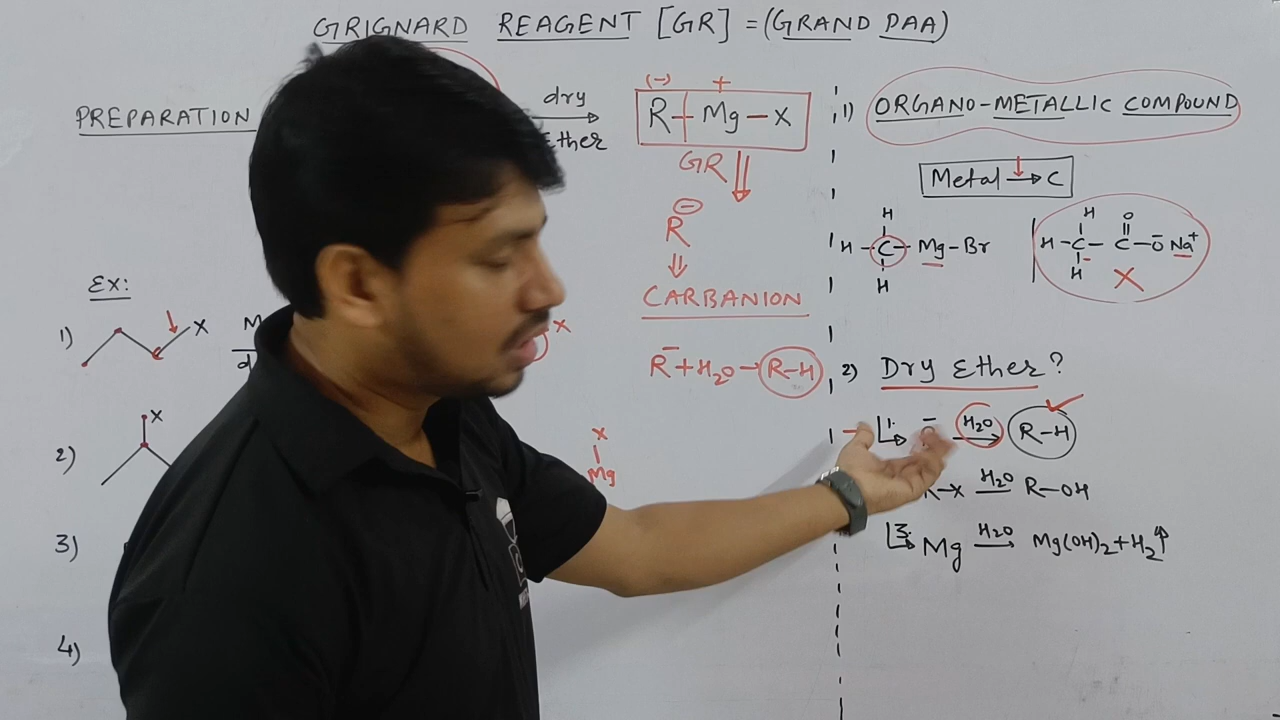 GRIGNARD REAGENT [GR] = (GRAND DAA)
PREPARATION
dry
Ether
(-) +
R-Mg-X
GR
R⊖
CARBANION
R⁻+H₂O→R-H
Ex:
1) X
X
2) X
X
Mg
3)
4)
1) ORGANO-METALLIC COMPOUND
Metal→C
H
H-C-Mg-Br
H
H O
H-C-C-O⁻Na⁺
H X
2) DRY EHER?
1. H₂O R-H
R-X H₂O R-OH
3. Mg H₂O→ Mg(OH)₂+H₂↑